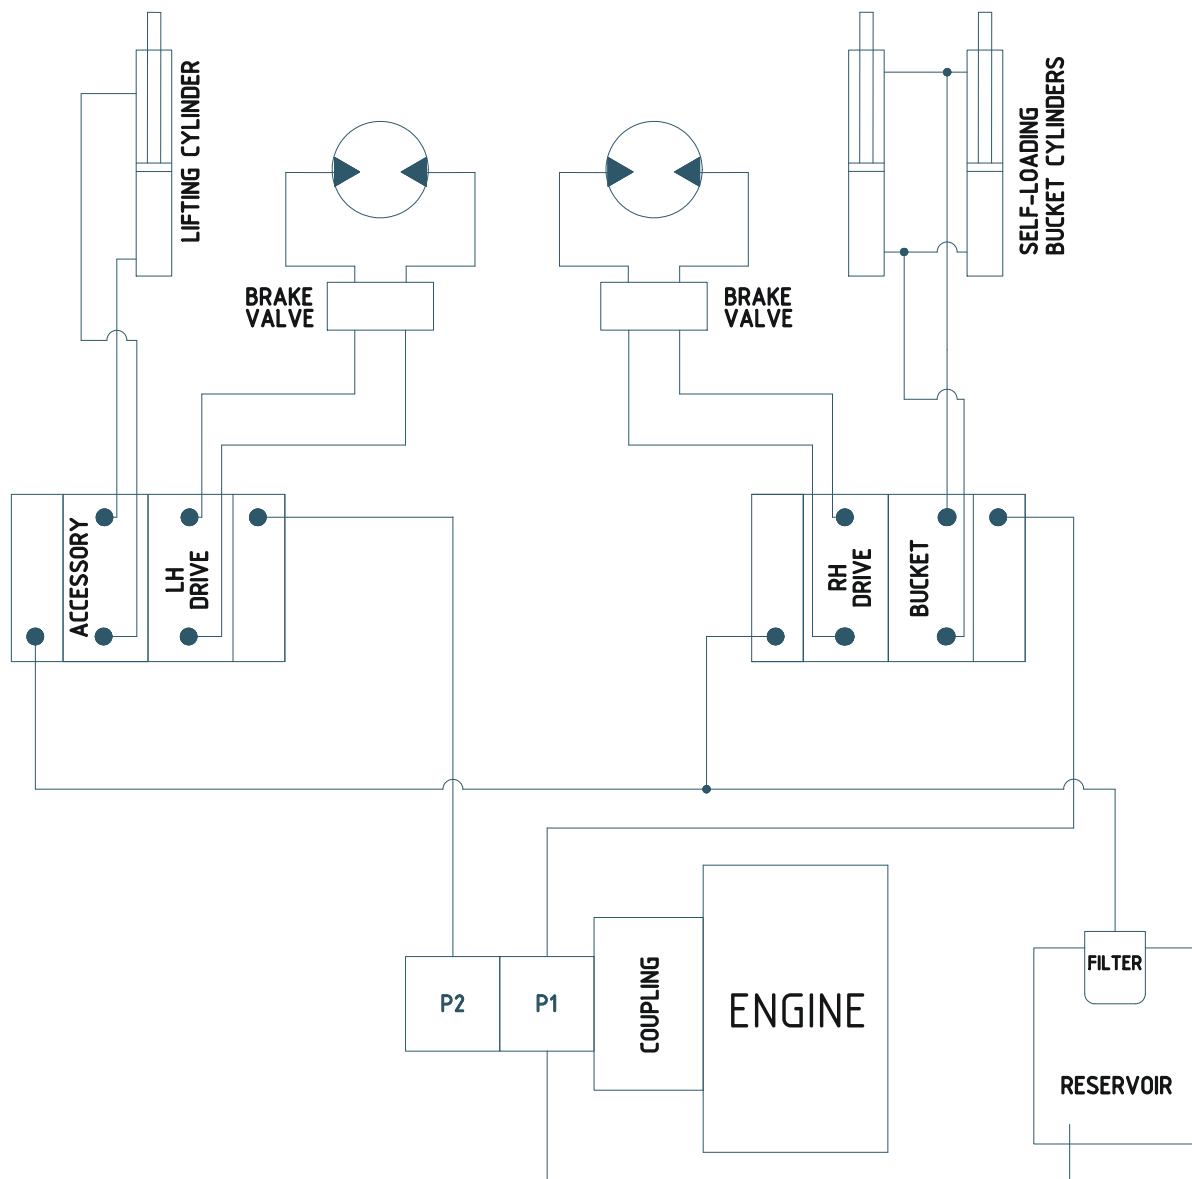 LIFTING CYLINDER
SELF-LOADING
BUCKET CYLINDERS
BRAKE
VALVE
BRAKE
VALVE
ACCESSORY
LH
DRIVE
RH
DRIVE
BUCKET
P2
P1
COUPLING
ENGINE
FILTER
RESERVOIR